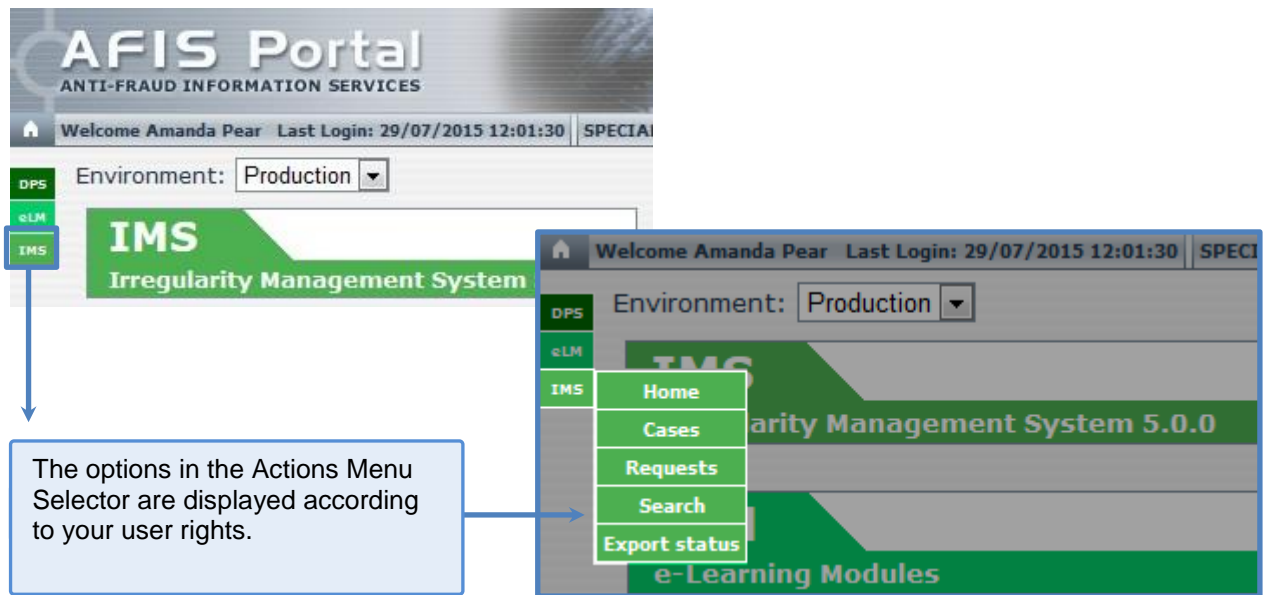 AFIS Portal
ANTI-FRAUD INFORMATION SERVICES
Welcome Amanda Pear Last Login: 29/07/2015 12:01:30 SPECIAL
DPS
Environment: Production
eLM
IMS
IMS
Irregularity Management System
The options in the Actions Menu
Selector are displayed according
to your user rights.
Welcome Amanda Pear Last Login: 29/07/2015 12:01:30 SPECI
DPS
Environment: Production
eLM
IMS
IMS
arity Management System 5.0.0
Home
Cases
Requests
Search
Export status
e-Learning Modules